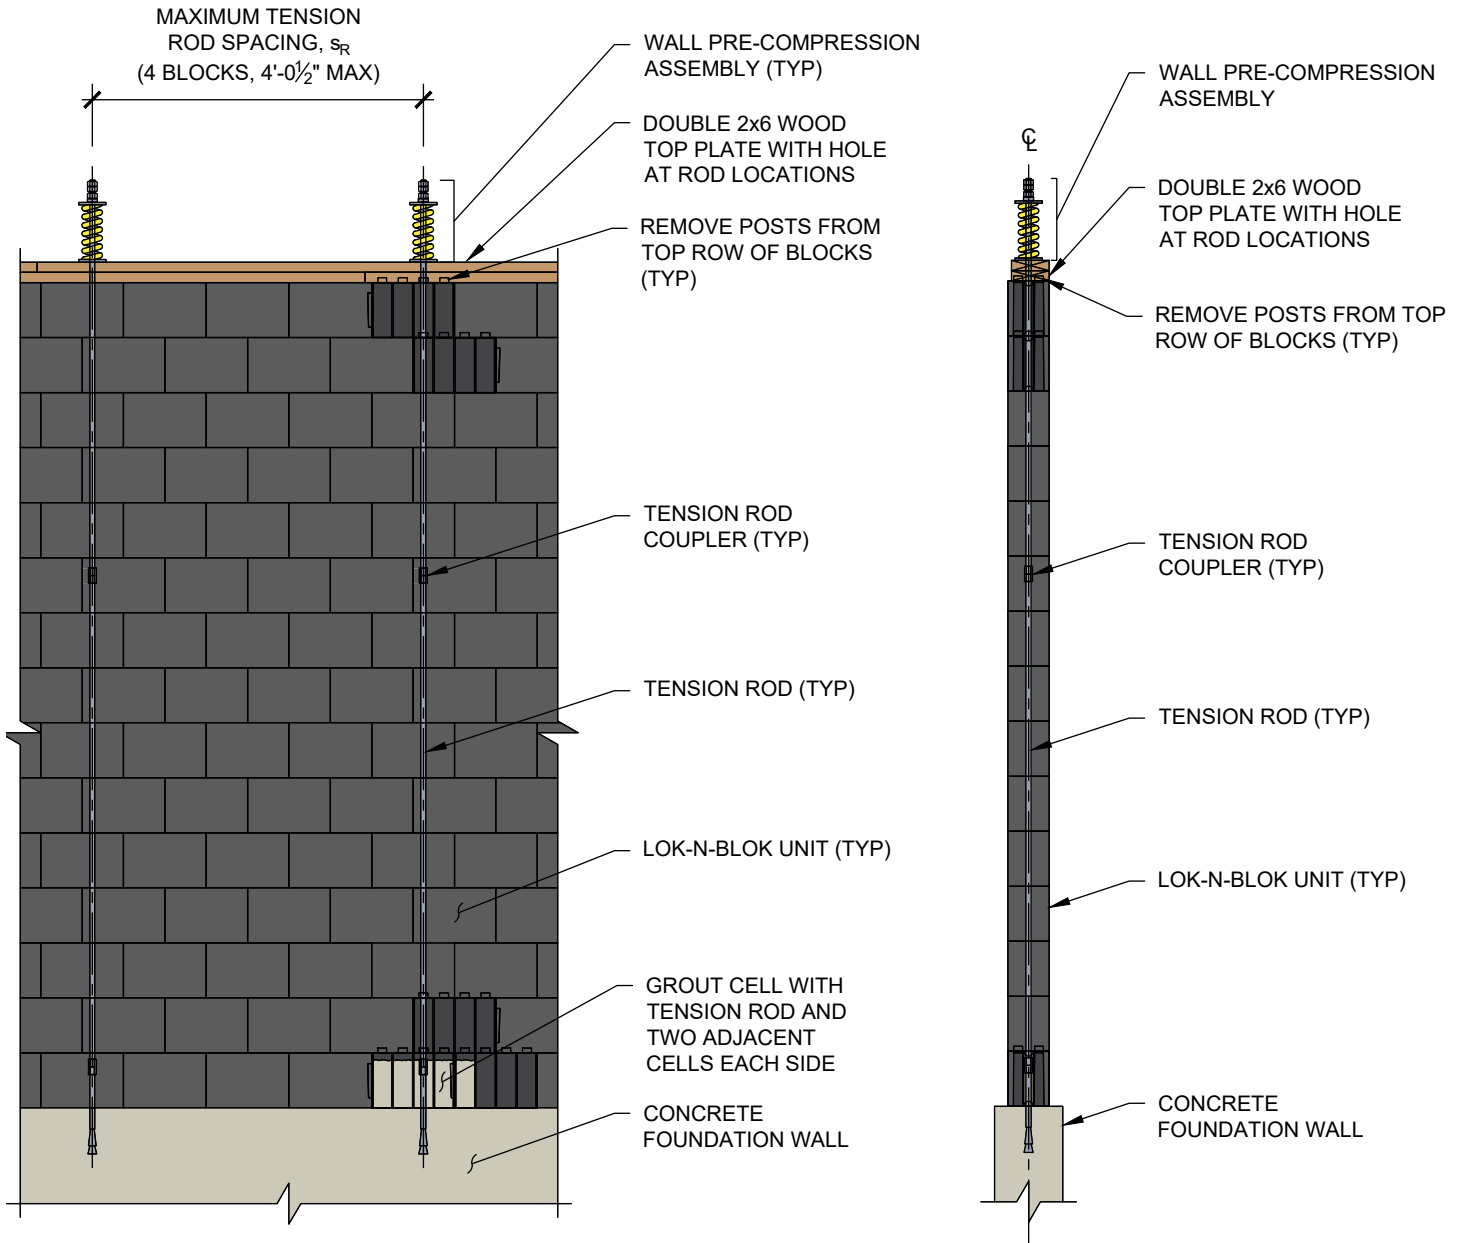 MAXIMUM TENSION
ROD SPACING, sR
(4 BLOCKS, 4'-0½" MAX)
WALL PRE-COMPRESSION
ASSEMBLY (TYP)
DOUBLE 2x6 WOOD
TOP PLATE WITH HOLE
AT ROD LOCATIONS
REMOVE POSTS FROM
TOP ROW OF BLOCKS
(TYP)
TENSION ROD
COUPLER (TYP)
TENSION ROD (TYP)
LOK-N-BLOK UNIT (TYP)
GROUT CELL WITH
TENSION ROD AND
TWO ADJACENT
CELLS EACH SIDE
CONCRETE
FOUNDATION WALL
℄
WALL PRE-COMPRESSION
ASSEMBLY
DOUBLE 2x6 WOOD
TOP PLATE WITH HOLE
AT ROD LOCATIONS
REMOVE POSTS FROM TOP
ROW OF BLOCKS (TYP)
TENSION ROD
COUPLER (TYP)
TENSION ROD (TYP)
LOK-N-BLOK UNIT (TYP)
CONCRETE
FOUNDATION WALL